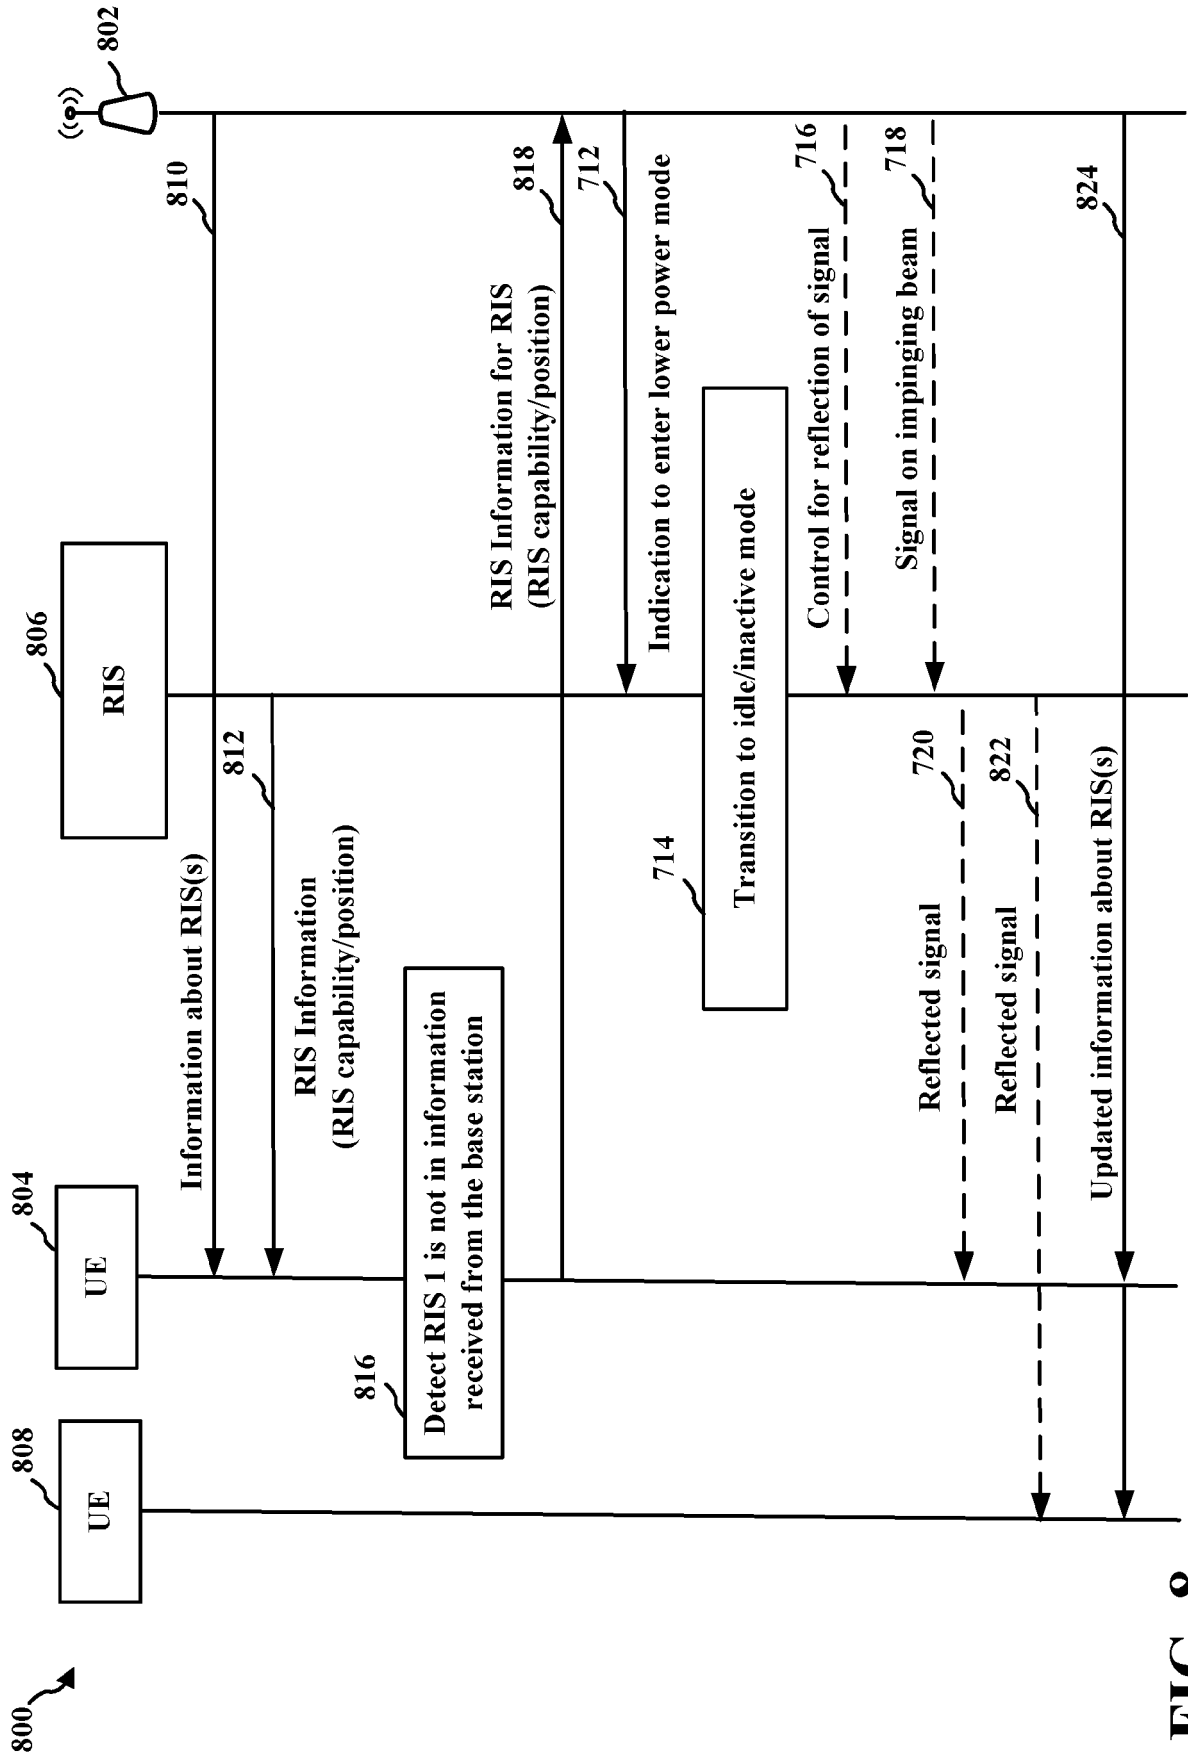 800
808
UE
804
UE
806
RIS
802
810
Information about RIS(s)
812
RIS Information
(RIS capability/position)
816
Detect RIS 1 is not in information
received from the base station
818
RIS Information for RIS
(RIS capability/position)
712
Indication to enter lower power mode
714
Transition to idle/inactive mode
716
Control for reflection of signal
718
Signal on impinging beam
720
Reflected signal
822
Reflected signal
824
Updated information about RIS(s)
FIG. 8